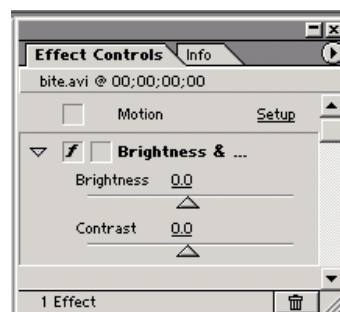 Effect Controls Info
bite.avi @ 00;00;00;00
Motion Setup
f Brightness & ...
Brightness 0.0
Contrast 0.0
1 Effect